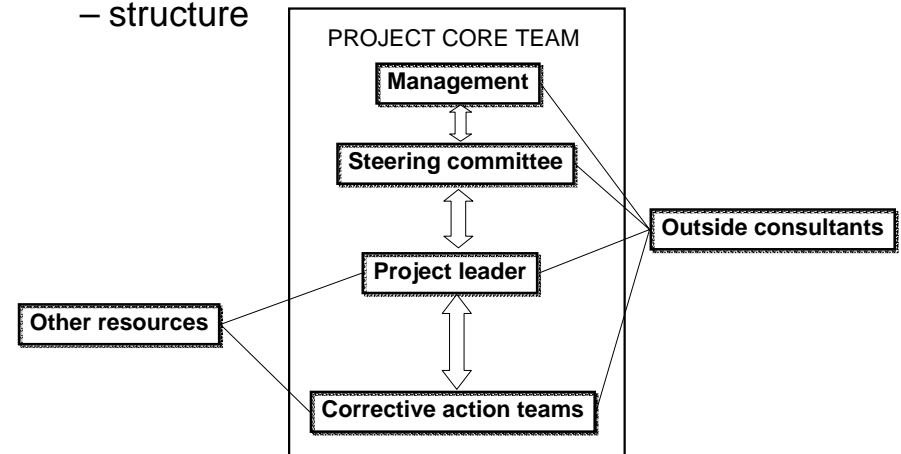 – structure
PROJECT CORE TEAM
Management
Steering committee
Outside consultants
Project leader
Other resources
Corrective action teams